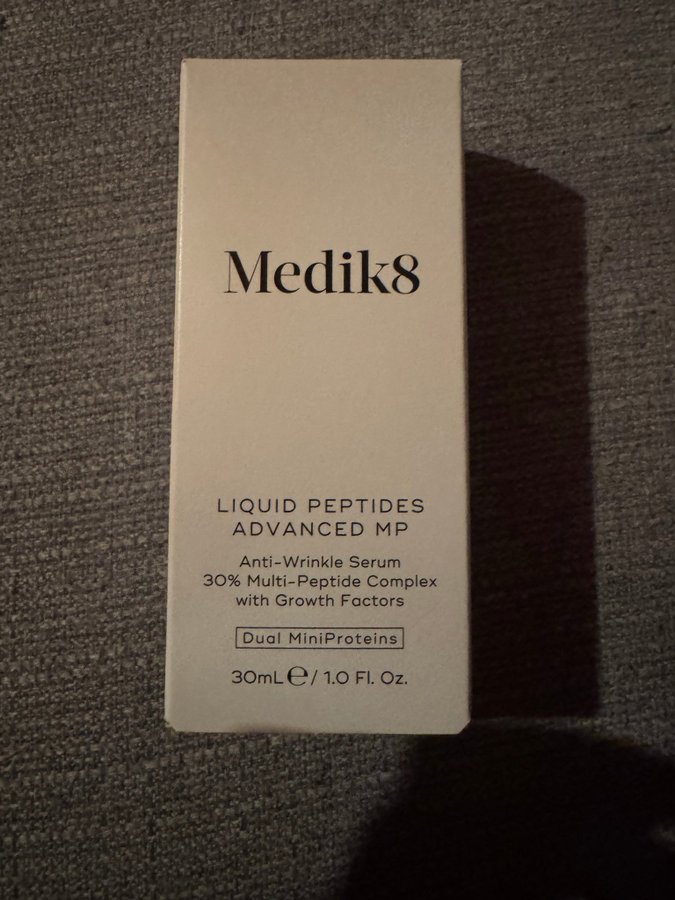 Medik8
LIQUID PEPTIDES
ADVANCED MP
Anti-Wrinkle Serum
30% Multi-Peptide Complex
with Growth Factors
Dual MiniProteins
30mL ℮ / 1.0 Fl. Oz.